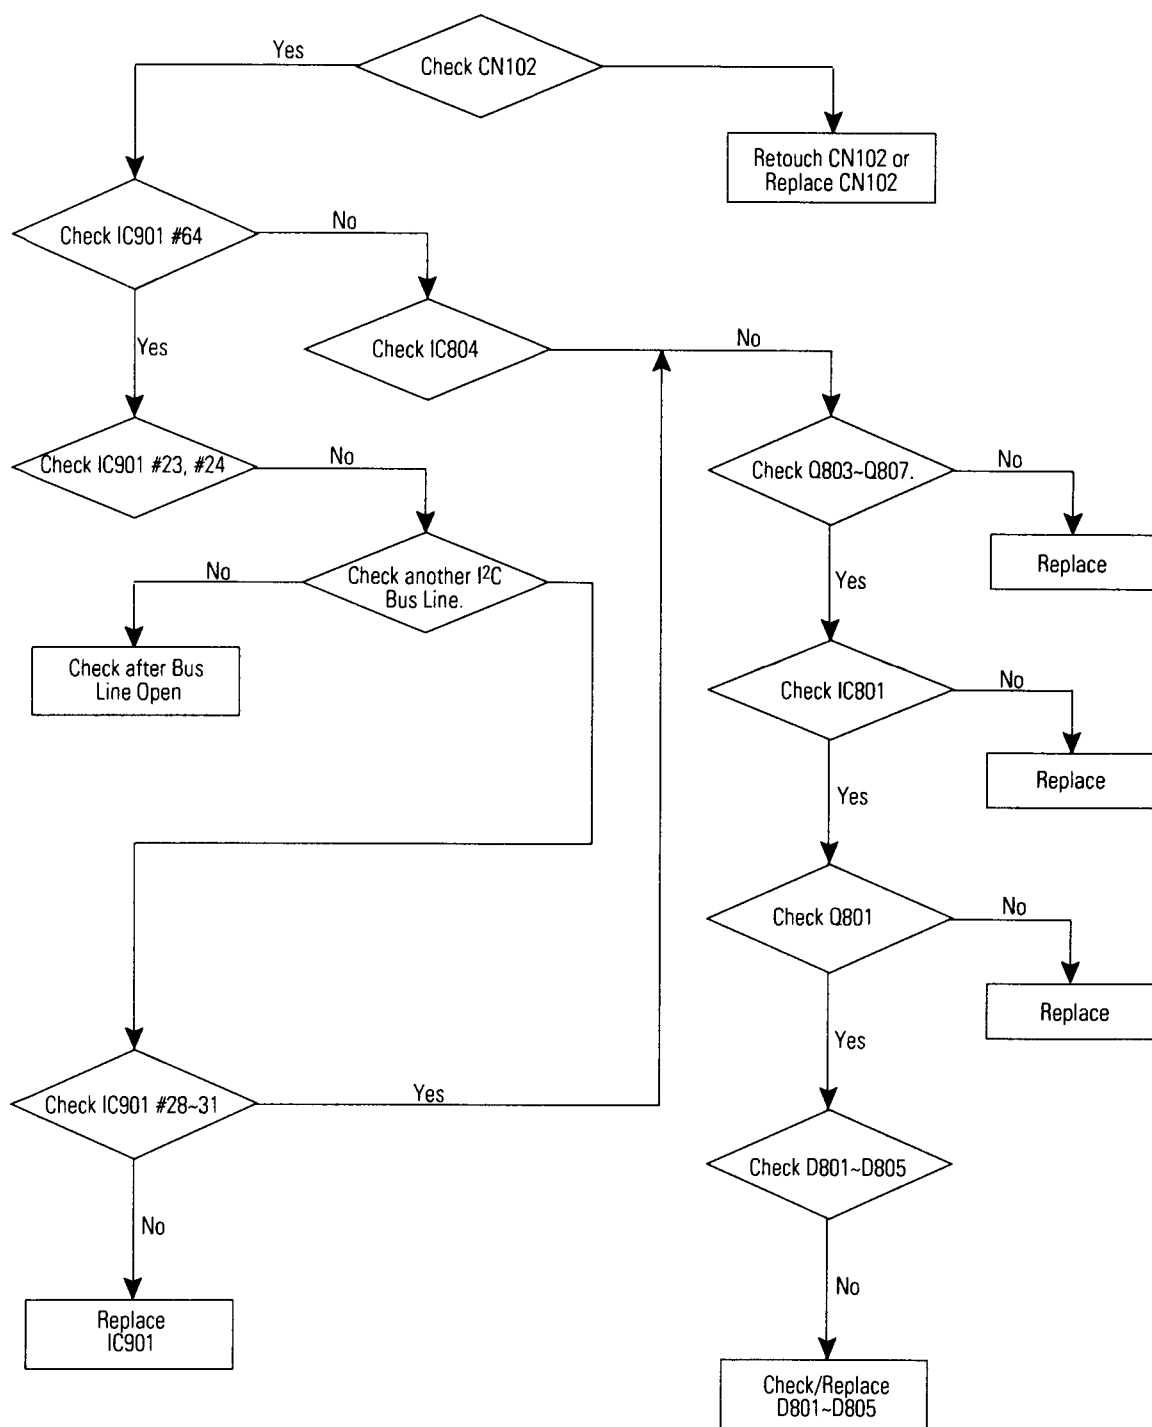 Yes
Check CN102
Retouch CN102 or
Replace CN102
Check IC901 #64
No
Yes
Check IC804
No
Check IC901 #23, #24
No
Check Q803~Q807.
No
Replace
No
Check another I²C
Bus Line.
Yes
Check after Bus
Line Open
Check IC801
No
Replace
Yes
Check Q801
No
Replace
Yes
Check IC901 #28~31
Yes
Check D801~D805
No
No
Replace
IC901
Check/Replace
D801~D805